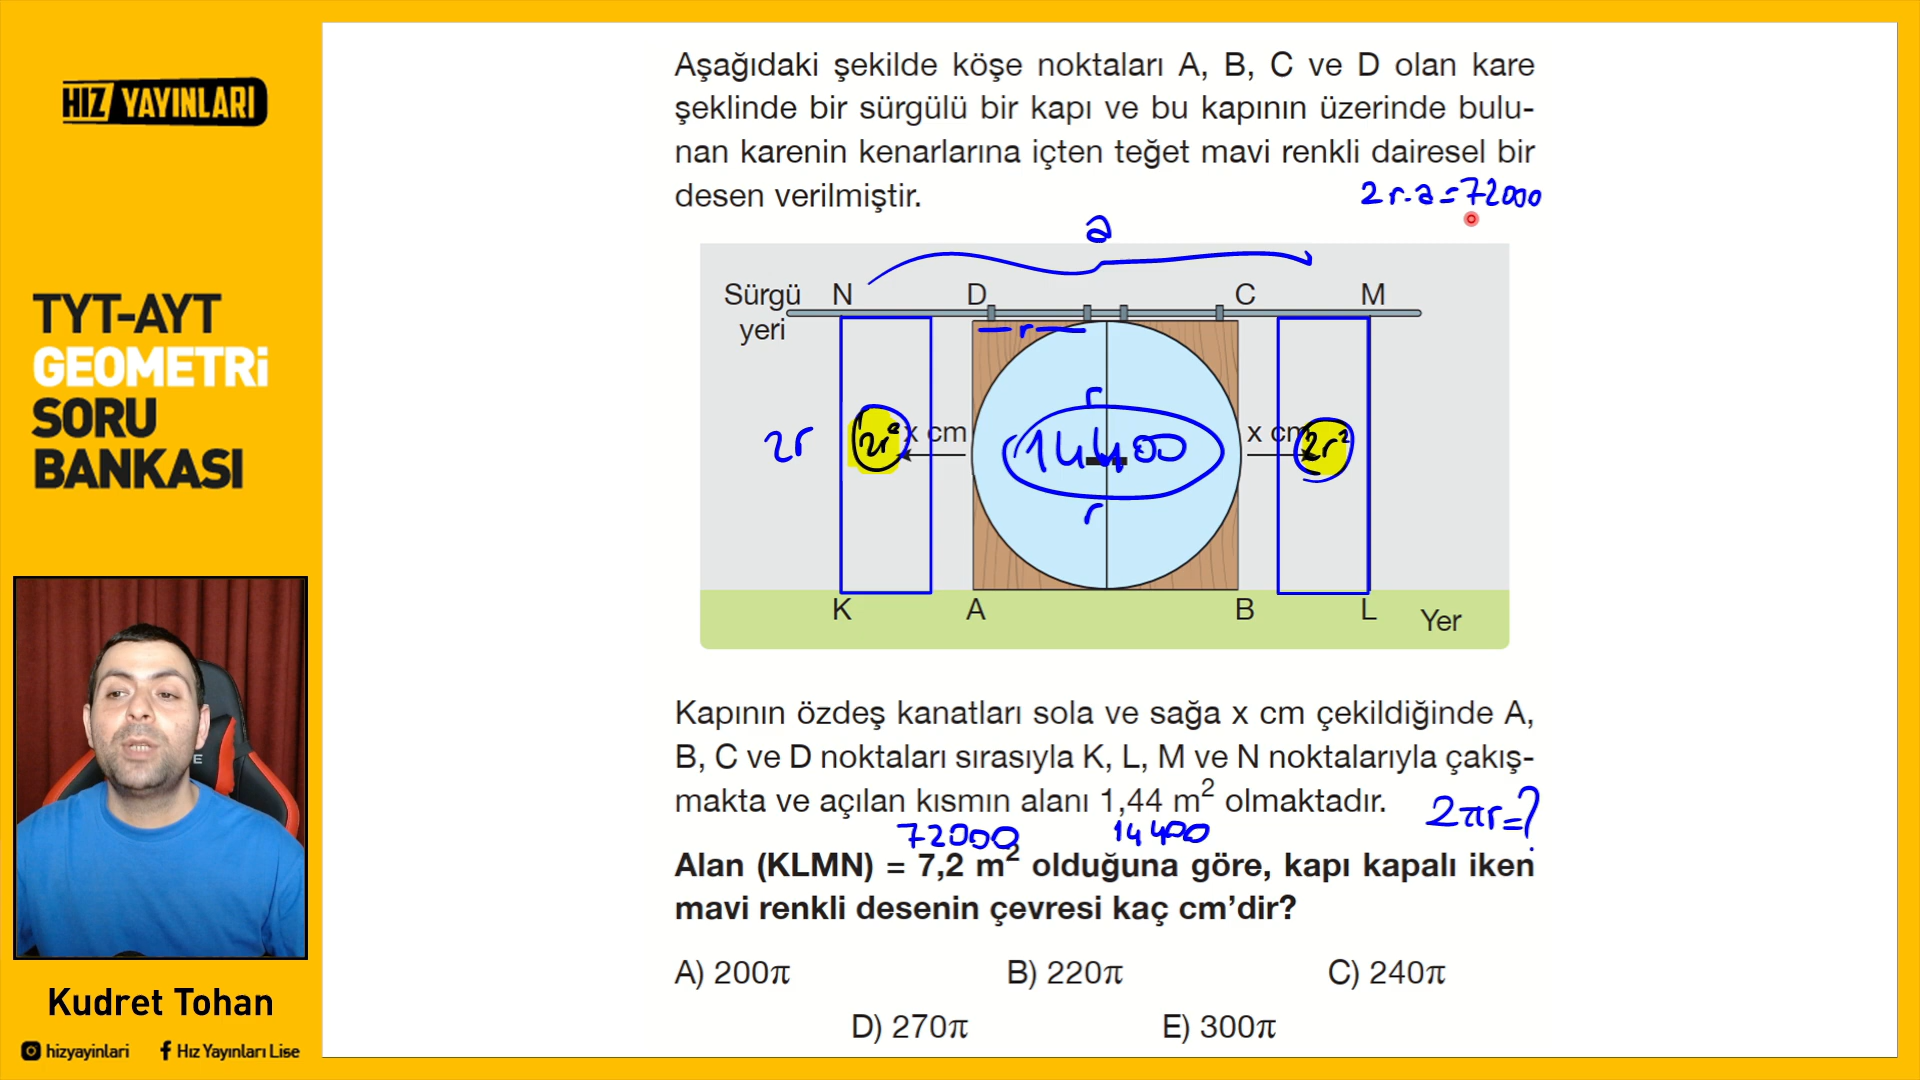 HIZ YAYINLARI
TYT-AYT
GEOMETRİ
SORU
BANKASI
Kudret Tohan
hizyayinlari
Hız Yayınları Lise
Aşağıdaki şekilde köşe noktaları A, B, C ve D olan kare
şeklinde bir sürgülü bir kapı ve bu kapının üzerinde bulu-
nan karenin kenarlarına içten teğet mavi renkli dairesel bir
desen verilmiştir.
2r.a=72000
a
Sürgü
yeri
N
D
C
M
r
r
2r
2r²
x cm
14400
x cm
2r²
r
K
A
B
L
Yer
Kapının özdeş kanatları sola ve sağa x cm çekildiğinde A,
B, C ve D noktaları sırasıyla K, L, M ve N noktalarıyla çakış-
makta ve açılan kısmın alanı 1,44 m² olmaktadır.
2πr=?
72000
14400
Alan (KLMN) = 7,2 m² olduğuna göre, kapı kapalı iken
mavi renkli desenin çevresi kaç cm'dir?
A) 200π
B) 220π
C) 240π
D) 270π
E) 300π